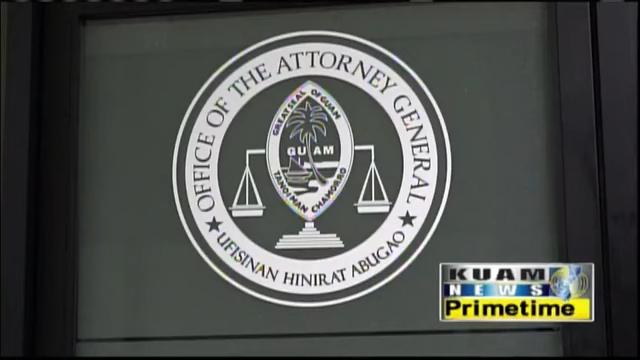 OFFICE OF THE ATTORNEY GENERAL
GREAT SEAL OF GUAM
GUAM
TANO I MAN CHAMORRO
UFISINAN HINIRAT ABUGAO
KUAM
NEWS
Primetime